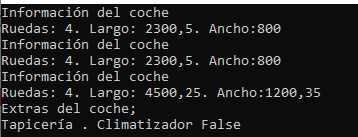 Información del coche
Ruedas: 4. Largo: 2300,5. Ancho:800
Información del coche
Ruedas: 4. Largo: 2300,5. Ancho:800
Información del coche
Ruedas: 4. Largo: 4500,25. Ancho:1200,35
Extras del coche;
Tapicería . Climatizador False